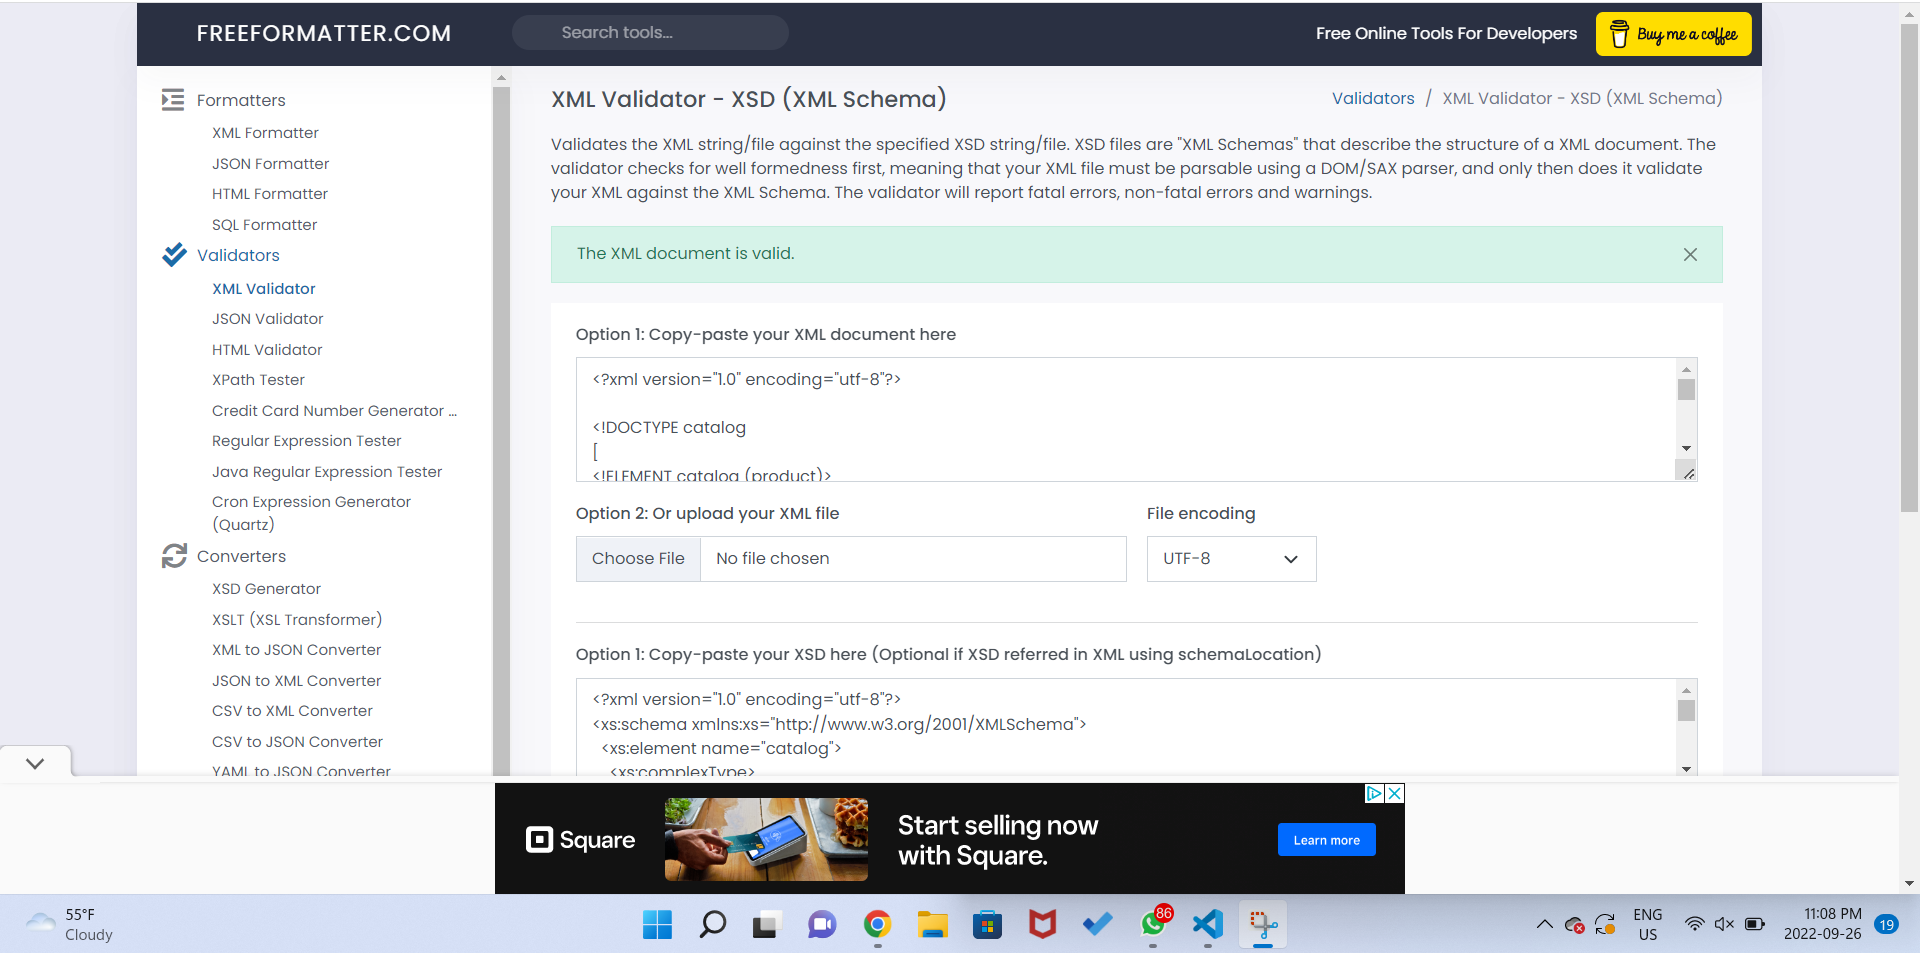 FREEFORMATTER.COM
Search tools...
Free Online Tools For Developers
Buy me a coffee
Formatters
XML Formatter
JSON Formatter
HTML Formatter
SQL Formatter
Validators
XML Validator
JSON Validator
HTML Validator
XPath Tester
Credit Card Number Generator ...
Regular Expression Tester
Java Regular Expression Tester
Cron Expression Generator
(Quartz)
Converters
XSD Generator
XSLT (XSL Transformer)
XML to JSON Converter
JSON to XML Converter
CSV to XML Converter
CSV to JSON Converter
YAML to JSON Converter
XML Validator - XSD (XML Schema)
Validators / XML Validator - XSD (XML Schema)
Validates the XML string/file against the specified XSD string/file. XSD files are "XML Schemas" that describe the structure of a XML document. The
validator checks for well formedness first, meaning that your XML file must be parsable using a DOM/SAX parser, and only then does it validate
your XML against the XML Schema. The validator will report fatal errors, non-fatal errors and warnings.
The XML document is valid.
Option 1: Copy-paste your XML document here
<?xml version="1.0" encoding="utf-8"?>
<!DOCTYPE catalog
[
<!ELEMENT catalog (product)>
Option 2: Or upload your XML file
File encoding
Choose File
No file chosen
UTF-8
Option 1: Copy-paste your XSD here (Optional if XSD referred in XML using schemaLocation)
<?xml version="1.0" encoding="utf-8"?>
<xs:schema xmlns:xs="http://www.w3.org/2001/XMLSchema">
<xs:element name="catalog">
<xs:complexType>
Square
Start selling now
with Square.
Learn more
55°F
Cloudy
86
ENG
US
11:08 PM
2022-09-26
19